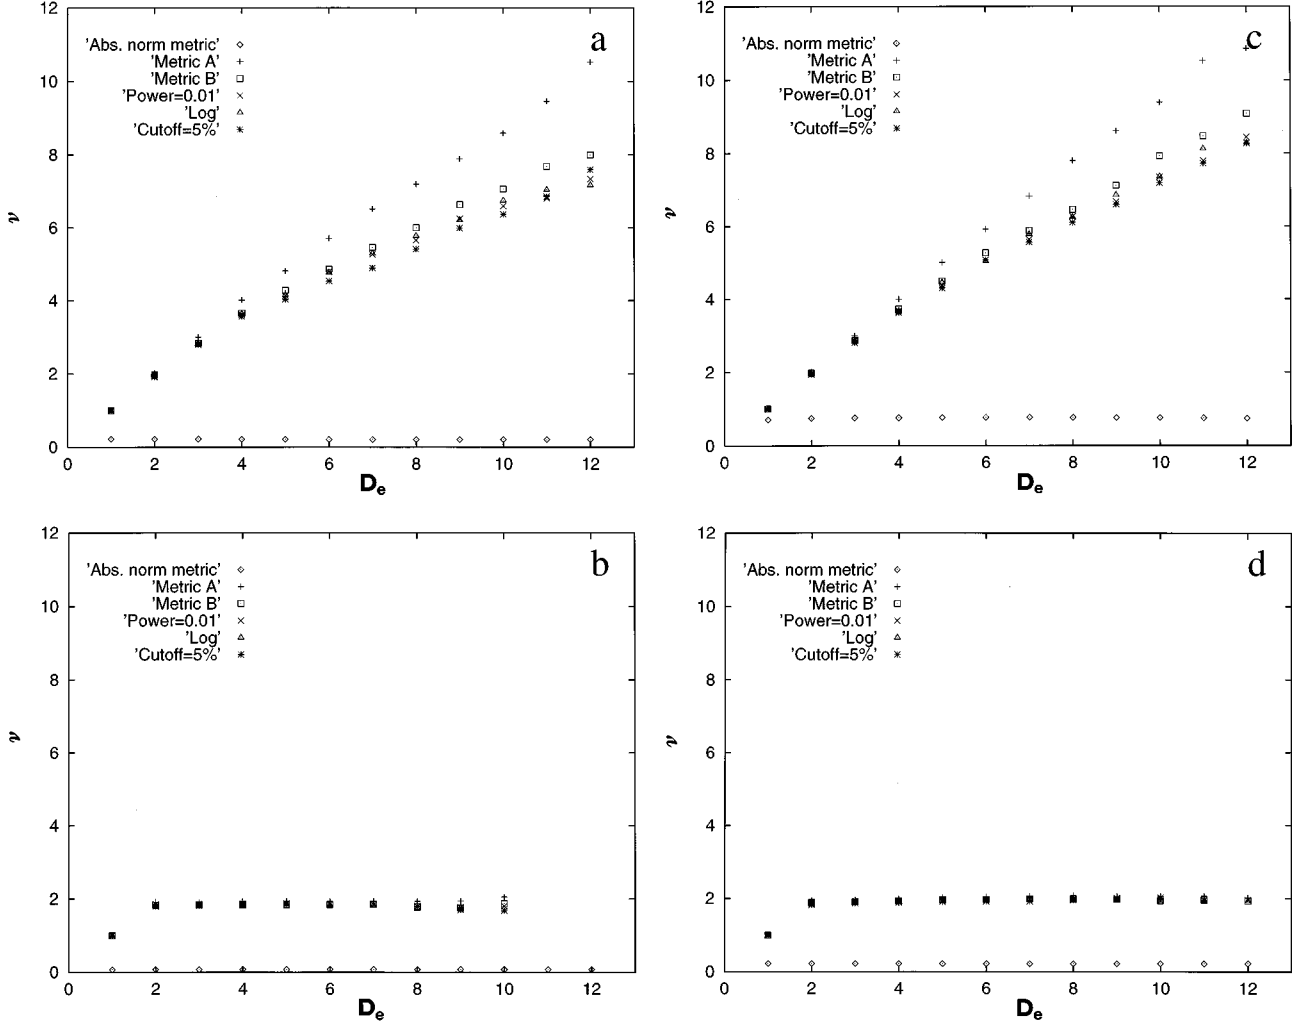 a
12
10
8
6
4
2
0
ν
'Abs. norm metric'
'Metric A'
'Metric B'
'Power=0.01'
'Log'
'Cutoff=5%'
0 2 4 6 8 10 12
De
c
12
10
8
6
4
2
0
ν
'Abs. norm metric'
'Metric A'
'Metric B'
'Power=0.01'
'Log'
'Cutoff=5%'
0 2 4 6 8 10 12
De
b
12
10
8
6
4
2
0
ν
'Abs. norm metric'
'Metric A'
'Metric B'
'Power=0.01'
'Log'
'Cutoff=5%'
0 2 4 6 8 10 12
De
d
12
10
8
6
4
2
0
ν
'Abs. norm metric'
'Metric A'
'Metric B'
'Power=0.01'
'Log'
'Cutoff=5%'
0 2 4 6 8 10 12
De